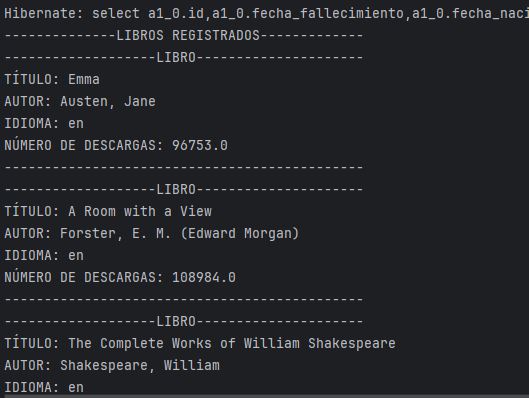 Hibernate: select a1_0.id,a1_0.fecha_fallecimiento,a1_0.fecha_naci
--------------LIBROS REGISTRADOS-------------
-------------------LIBRO---------------------
TÍTULO: Emma
AUTOR: Austen, Jane
IDIOMA: en
NÚMERO DE DESCARGAS: 96753.0
---------------------------------------------
-------------------LIBRO---------------------
TÍTULO: A Room with a View
AUTOR: Forster, E. M. (Edward Morgan)
IDIOMA: en
NÚMERO DE DESCARGAS: 108984.0
---------------------------------------------
-------------------LIBRO---------------------
TÍTULO: The Complete Works of William Shakespeare
AUTOR: Shakespeare, William
IDIOMA: en